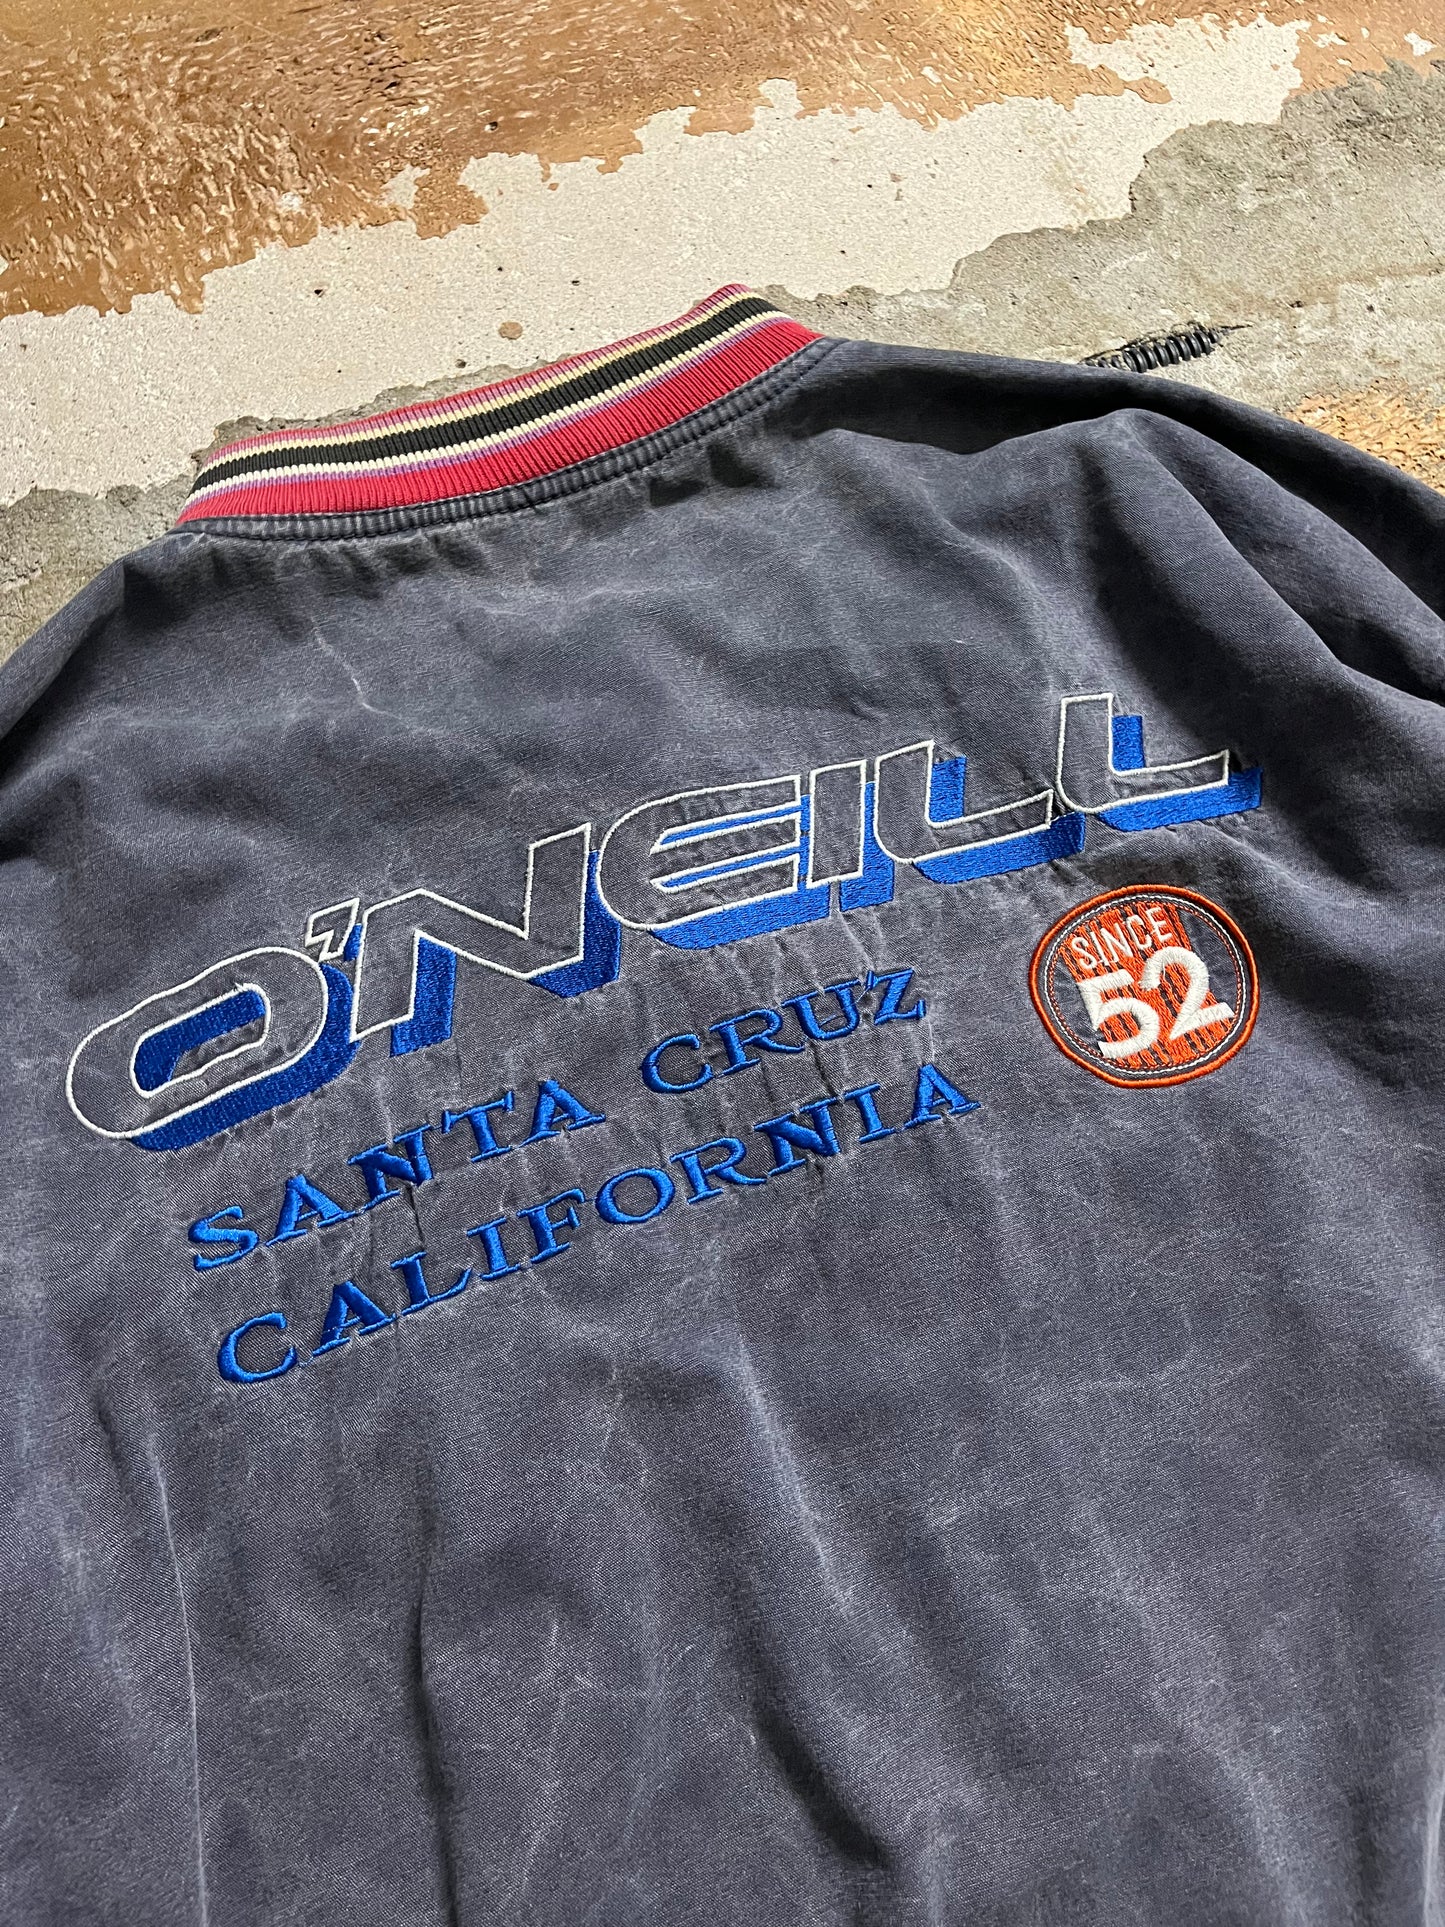 O'NEILL
SANTA CRUZ
CALIFORNIA
SINCE
52